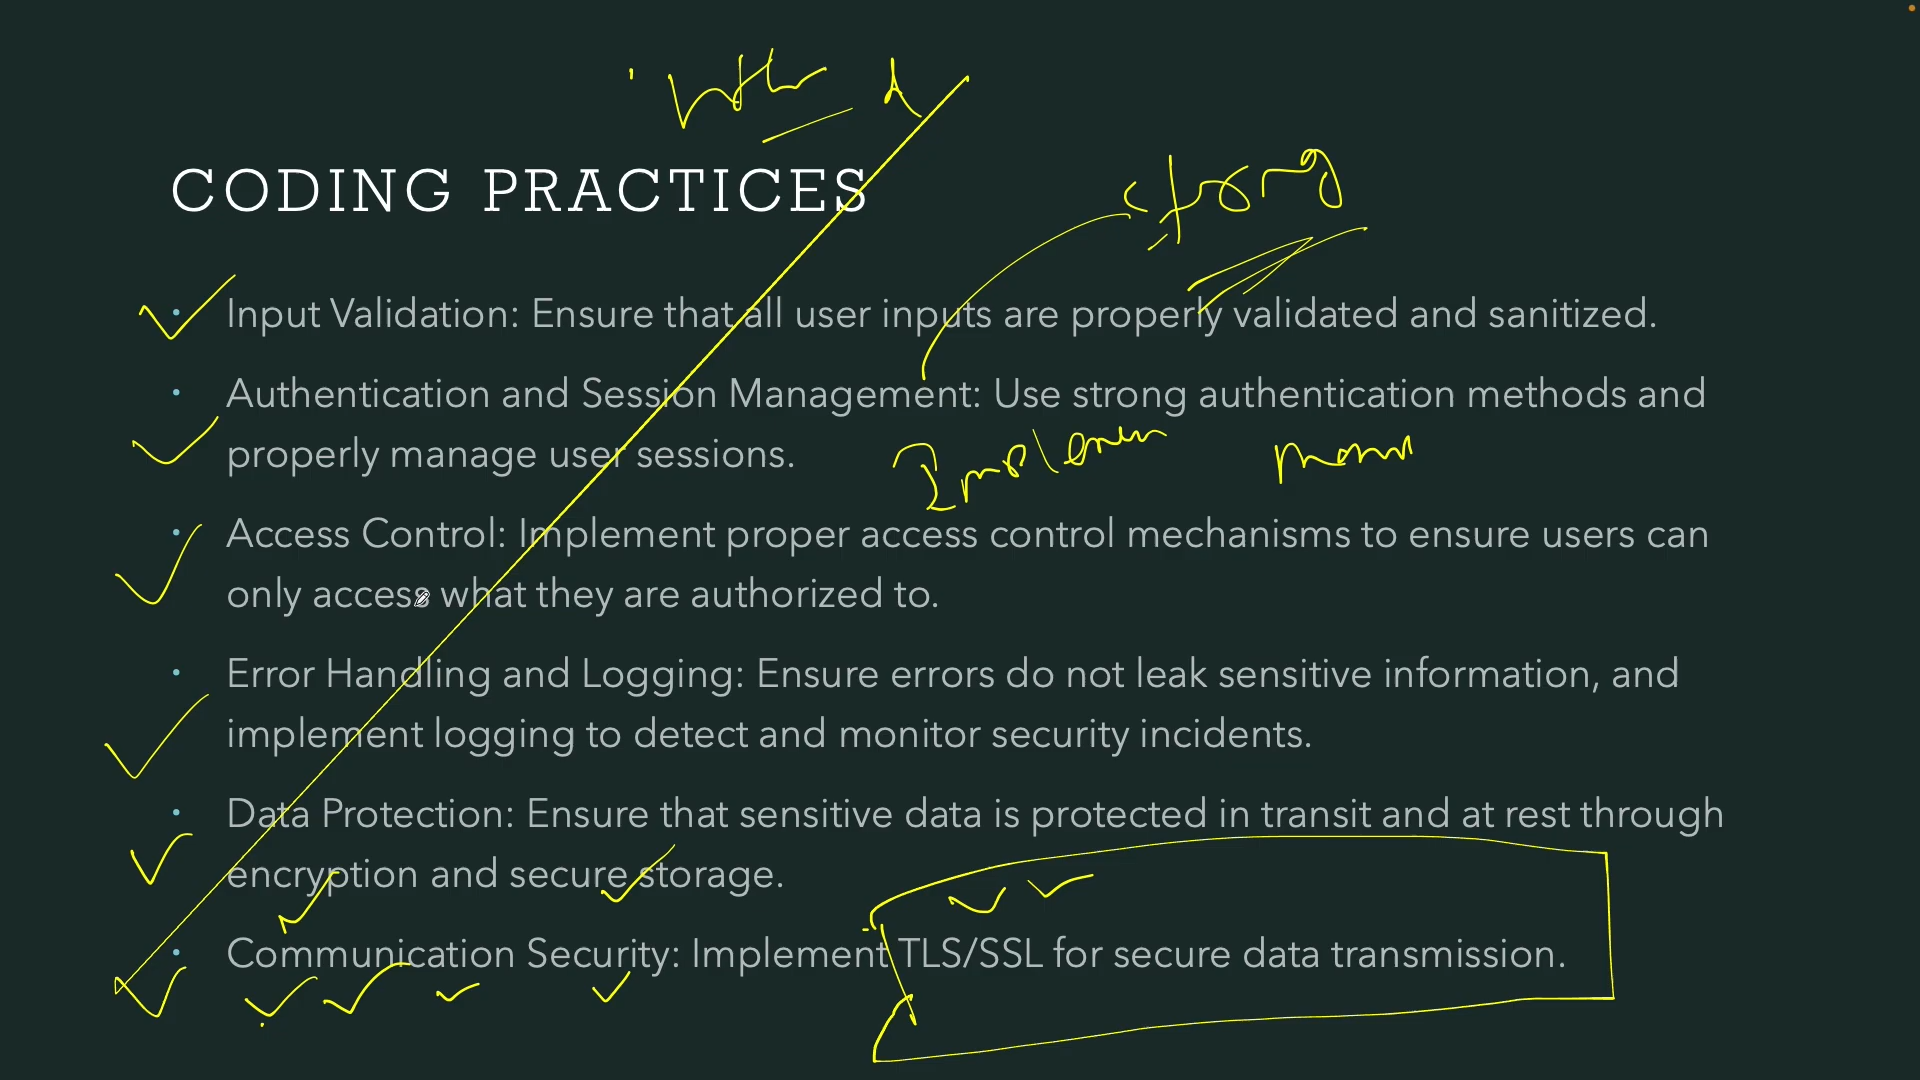 CODING PRACTICES
strong
• Input Validation: Ensure that all user inputs are properly validated and sanitized.
• Authentication and Session Management: Use strong authentication methods and
properly manage user sessions.
• Access Control: Implement proper access control mechanisms to ensure users can
only access what they are authorized to.
• Error Handling and Logging: Ensure errors do not leak sensitive information, and
implement logging to detect and monitor security incidents.
• Data Protection: Ensure that sensitive data is protected in transit and at rest through
encryption and secure storage.
• Communication Security: Implement TLS/SSL for secure data transmission.